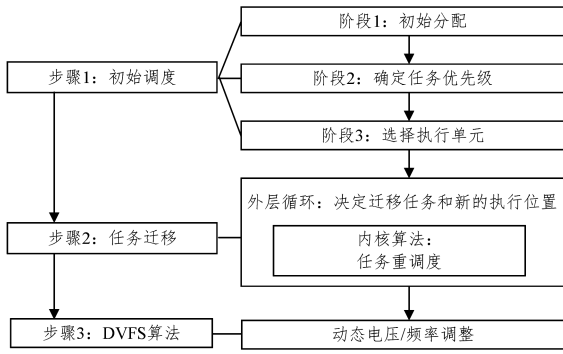 阶段1：初始分配
步骤1：初始调度
阶段2：确定任务优先级
阶段3：选择执行单元
外层循环：决定迁移任务和新的执行位置
步骤2：任务迁移
内核算法：
任务重调度
步骤3：DVFS算法
动态电压/频率调整